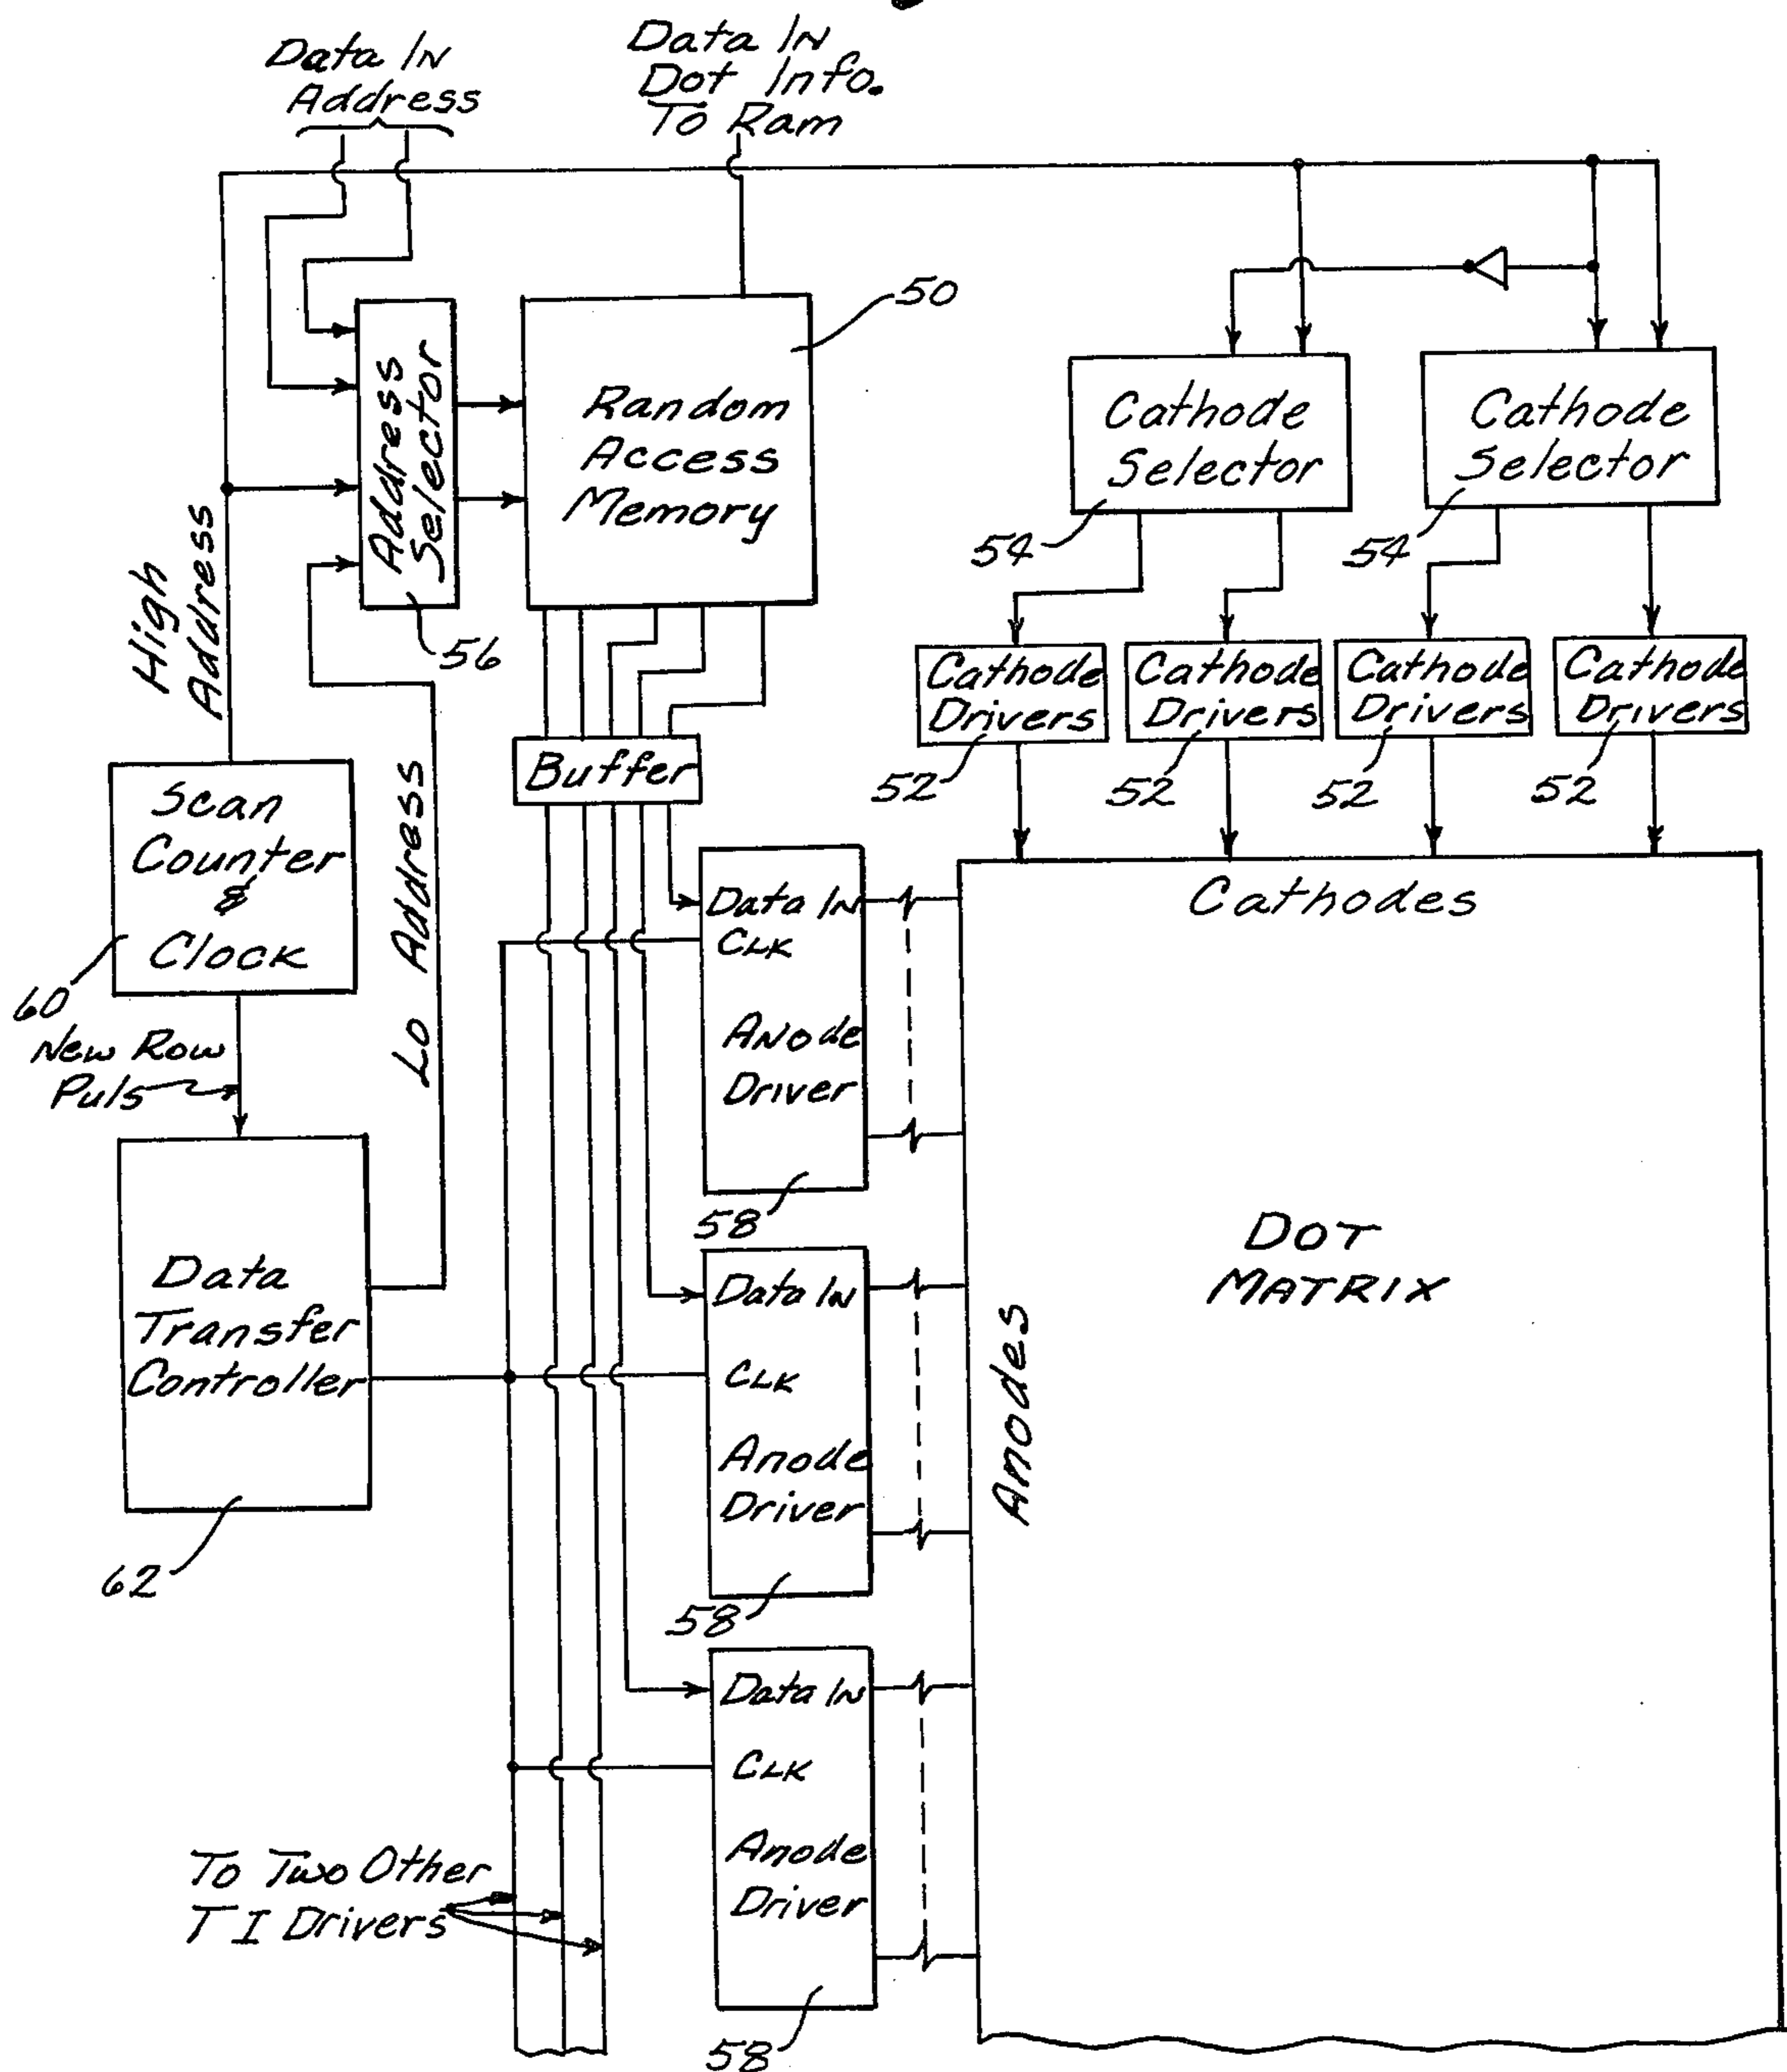 Data In
Address
Data In
Dot Info.
To Ram
50
Address
Selector
56
Random
Access
Memory
Cathode
Selector
54
Cathode
Selector
54
High
Address
Cathode
Drivers
52
Cathode
Drivers
52
Cathode
Drivers
52
Cathode
Drivers
52
Buffer
Scan
Counter
&
Clock
60
Lo Address
New Row
Puls
Data In
CLK
Anode
Driver
58
Cathodes
Dot
Matrix
Anodes
Data
Transfer
Controller
62
Data In
CLK
Anode
Driver
58
Data In
CLK
Anode
Driver
58
To Two Other
T I Drivers